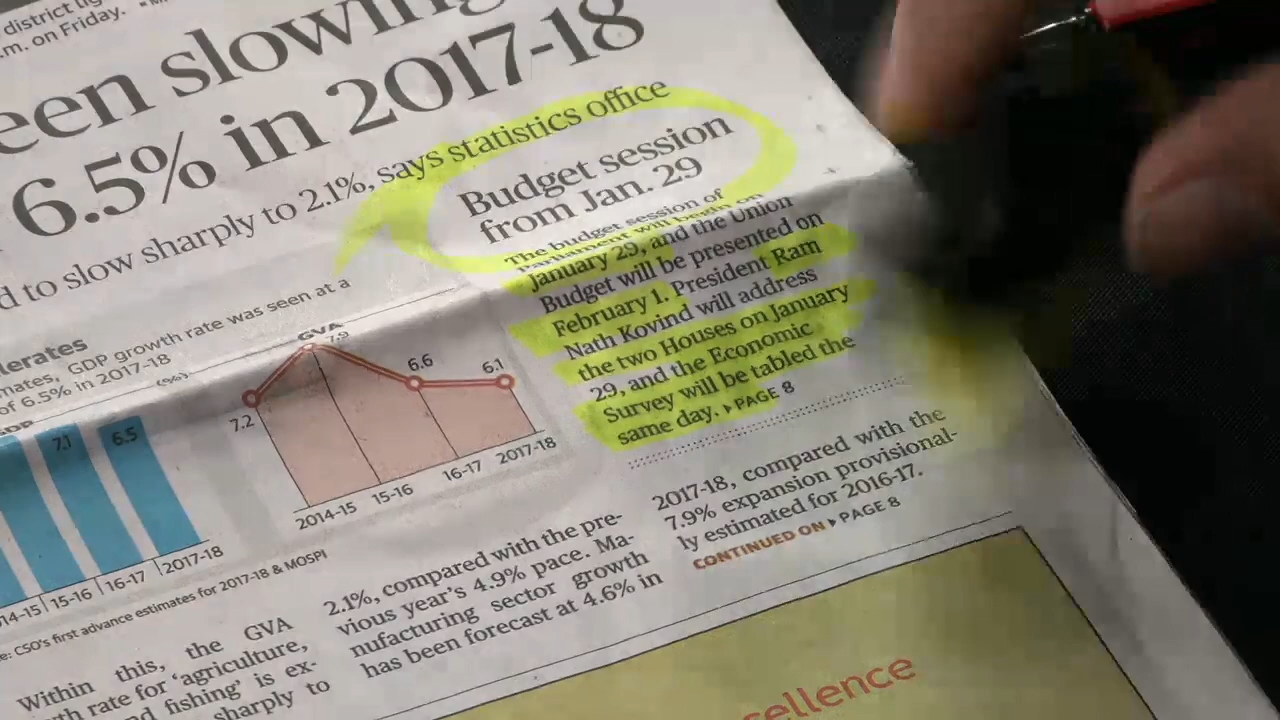 district
.m. on Friday.
een slowing
6.5% in 2017-18
d to slow sharply to 2.1%, says statistics office
Budget session
from Jan. 29
The budget session of
Parliament will begin on
January 29, and the Union
Budget will be presented on
February 1. President Ram
Nath Kovind will address
the two Houses on January
29, and the Economic
Survey will be tabled the
same day. ▶PAGE 8
lerates
mates, GDP growth rate was seen at a
of 6.5% in 2017-18
(%)
GVA
7.2
7.9
6.6
6.1
2014-15
15-16
16-17
2017-18
7.1
6.5
14-15
15-16
16-17
2017-18
e: CSO's first advance estimates for 2017-18 & MOSPI
Within this, the GVA
th rate for 'agriculture,
nd fishing' is ex-
sharply to
2.1%, compared with the pre-
vious year's 4.9% pace. Ma-
nufacturing sector growth
has been forecast at 4.6% in
2017-18, compared with the
7.9% expansion provisional-
ly estimated for 2016-17.
CONTINUED ON ▶PAGE 8
cellence